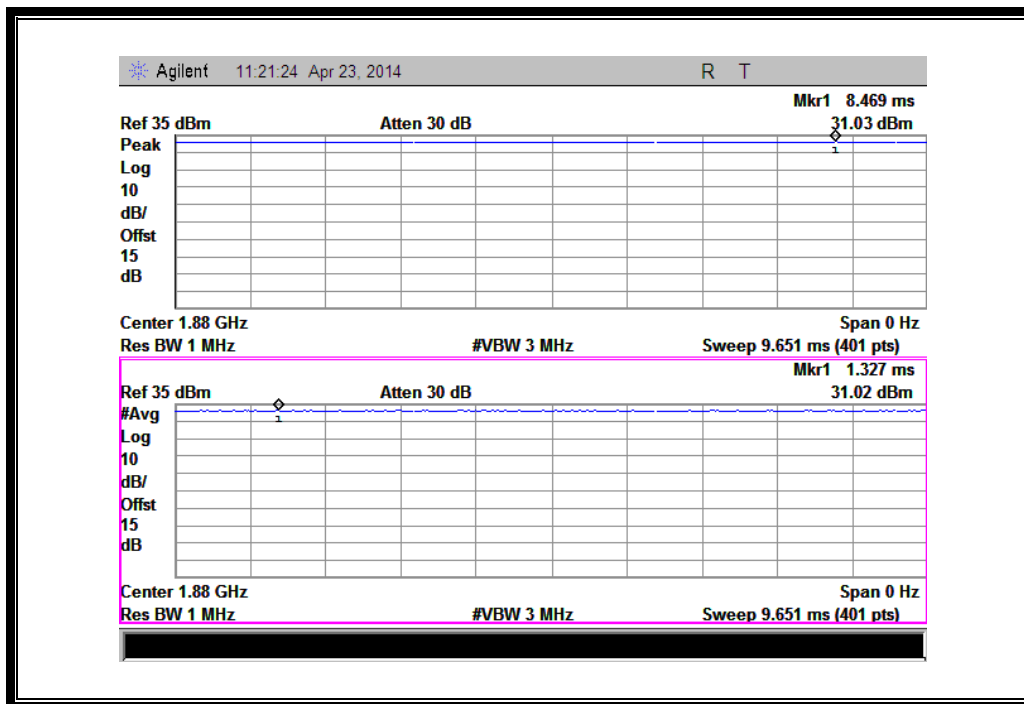 Agilent 11:21:24 Apr 23, 2014 R T
Mkr1 8.469 ms
Ref 35 dBm Atten 30 dB 31.03 dBm
Peak
Log
10
dB/
Offst
15
dB
1
Center 1.88 GHz Span 0 Hz
Res BW 1 MHz #VBW 3 MHz Sweep 9.651 ms (401 pts)
Mkr1 1.327 ms
Ref 35 dBm Atten 30 dB 31.02 dBm
#Avg
Log
10
dB/
Offst
15
dB
1
Center 1.88 GHz Span 0 Hz
Res BW 1 MHz #VBW 3 MHz Sweep 9.651 ms (401 pts)